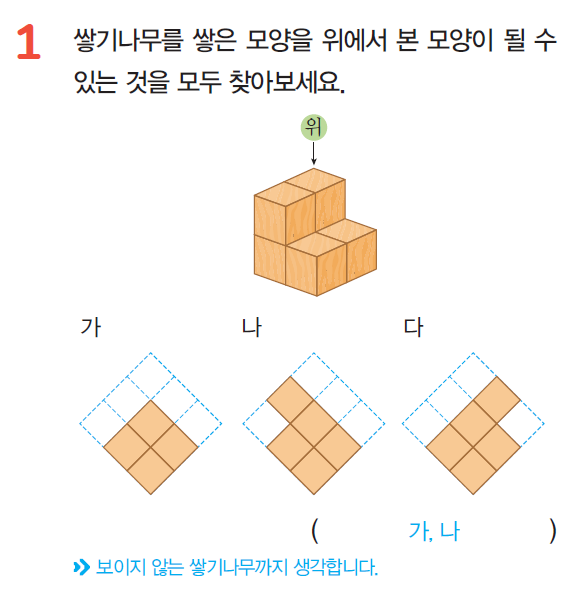 1 쌓기나무를 쌓은 모양을 위에서 본 모양이 될 수
있는 것을 모두 찾아보세요.
위
가 나 다
( 가, 나 )
» 보이지 않는 쌓기나무까지 생각합니다.